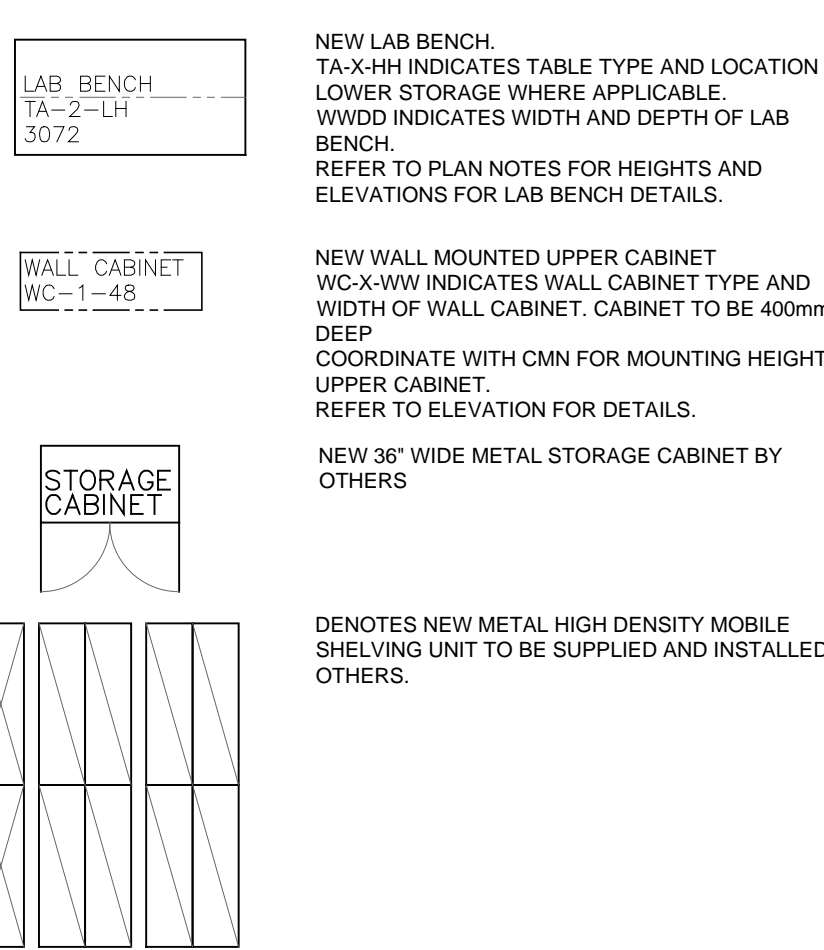 LAB BENCH
TA-2-LH
3072
NEW LAB BENCH.
TA-X-HH INDICATES TABLE TYPE AND LOCATION
LOWER STORAGE WHERE APPLICABLE.
WWDD INDICATES WIDTH AND DEPTH OF LAB
BENCH.
REFER TO PLAN NOTES FOR HEIGHTS AND
ELEVATIONS FOR LAB BENCH DETAILS.
WALL CABINET
WC-1-48
NEW WALL MOUNTED UPPER CABINET
WC-X-WW INDICATES WALL CABINET TYPE AND
WIDTH OF WALL CABINET. CABINET TO BE 400mm
DEEP
COORDINATE WITH CMN FOR MOUNTING HEIGHT
UPPER CABINET.
REFER TO ELEVATION FOR DETAILS.
STORAGE
CABINET
NEW 36" WIDE METAL STORAGE CABINET BY
OTHERS
DENOTES NEW METAL HIGH DENSITY MOBILE
SHELVING UNIT TO BE SUPPLIED AND INSTALLED
OTHERS.